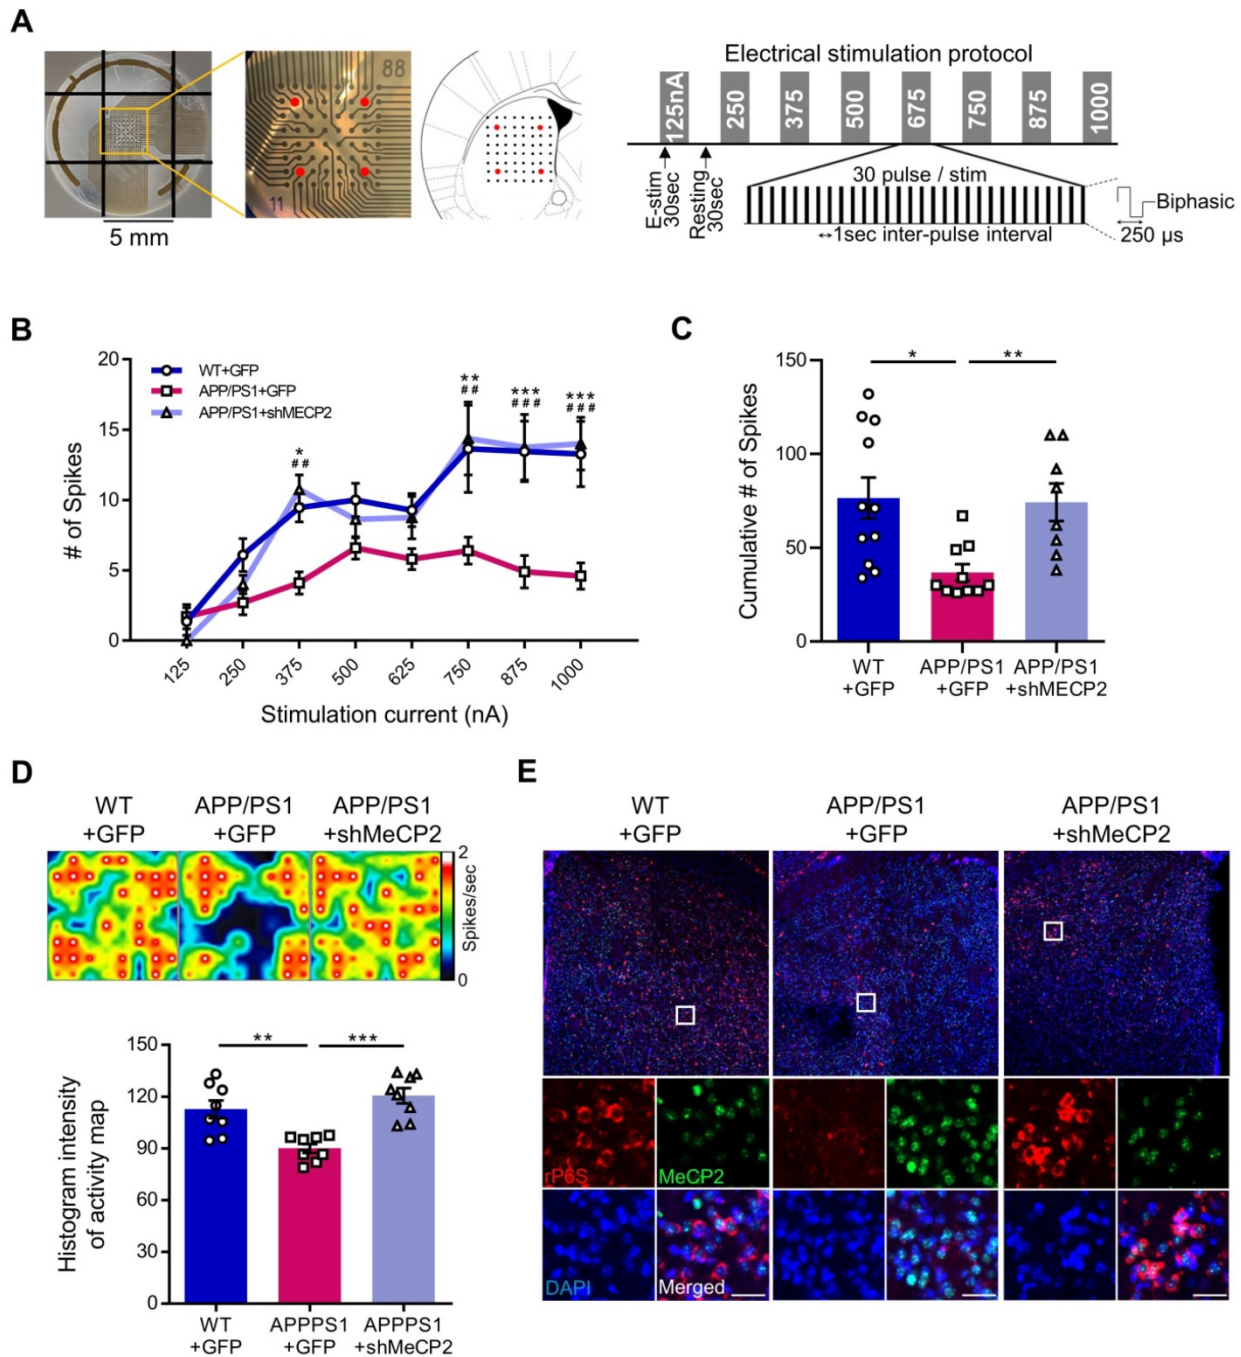 A
88
11
5 mm
Electrical stimulation protocol
125nA
250
375
500
675
750
875
1000
E-stim
30sec
Resting
30sec
30 pulse / stim
↔1sec inter-pulse interval
Biphasic
250 µs
B
# of Spikes
20
15
10
5
0
WT+GFP
APP/PS1+GFP
APP/PS1+shMECP2
*
##
**
##
***
###
***
###
125
250
375
500
625
750
875
1000
Stimulation current (nA)
C
Cumulative # of Spikes
150
100
50
0
*
**
WT
+GFP
APP/PS1
+GFP
APP/PS1
+shMECP2
D
WT
+GFP
APP/PS1
+GFP
APP/PS1
+shMeCP2
2
Spikes/sec
0
Histogram intensity
of activity map
150
120
90
60
30
0
**
***
WT
+GFP
APPPS1
+GFP
APPPS1
+shMeCP2
E
WT
+GFP
APP/PS1
+GFP
APP/PS1
+shMeCP2
rP6S
MeCP2
DAPI
Merged